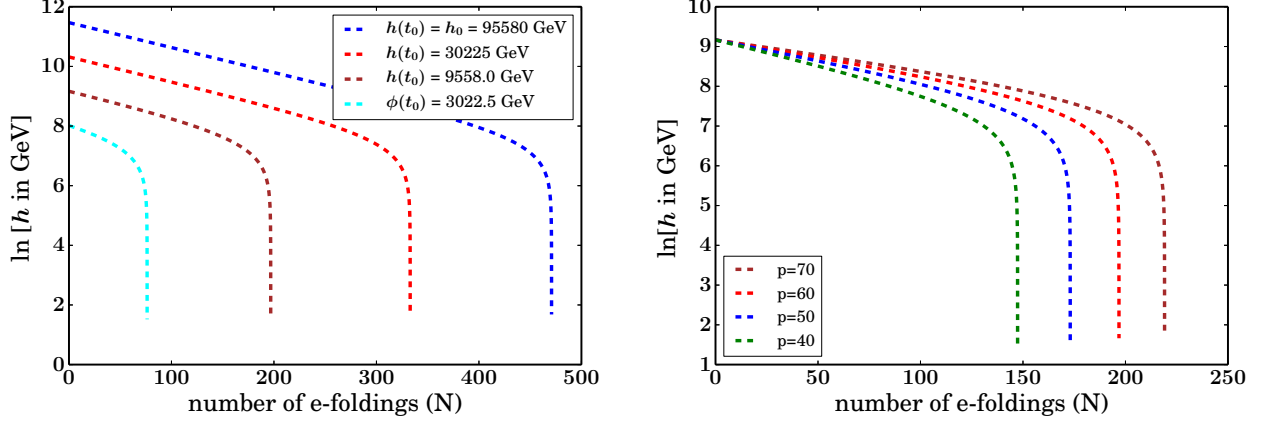 12
10
8
6
4
2
0
ln [h in GeV]
0 100 200 300 400 500
number of e-foldings (N)
h(t₀) = h₀ = 95580 GeV
h(t₀) = 30225 GeV
h(t₀) = 9558.0 GeV
ϕ(t₀) = 3022.5 GeV
10
9
8
7
6
5
4
3
2
1
ln[h in GeV]
0 50 100 150 200 250
number of e-foldings (N)
p=70
p=60
p=50
p=40